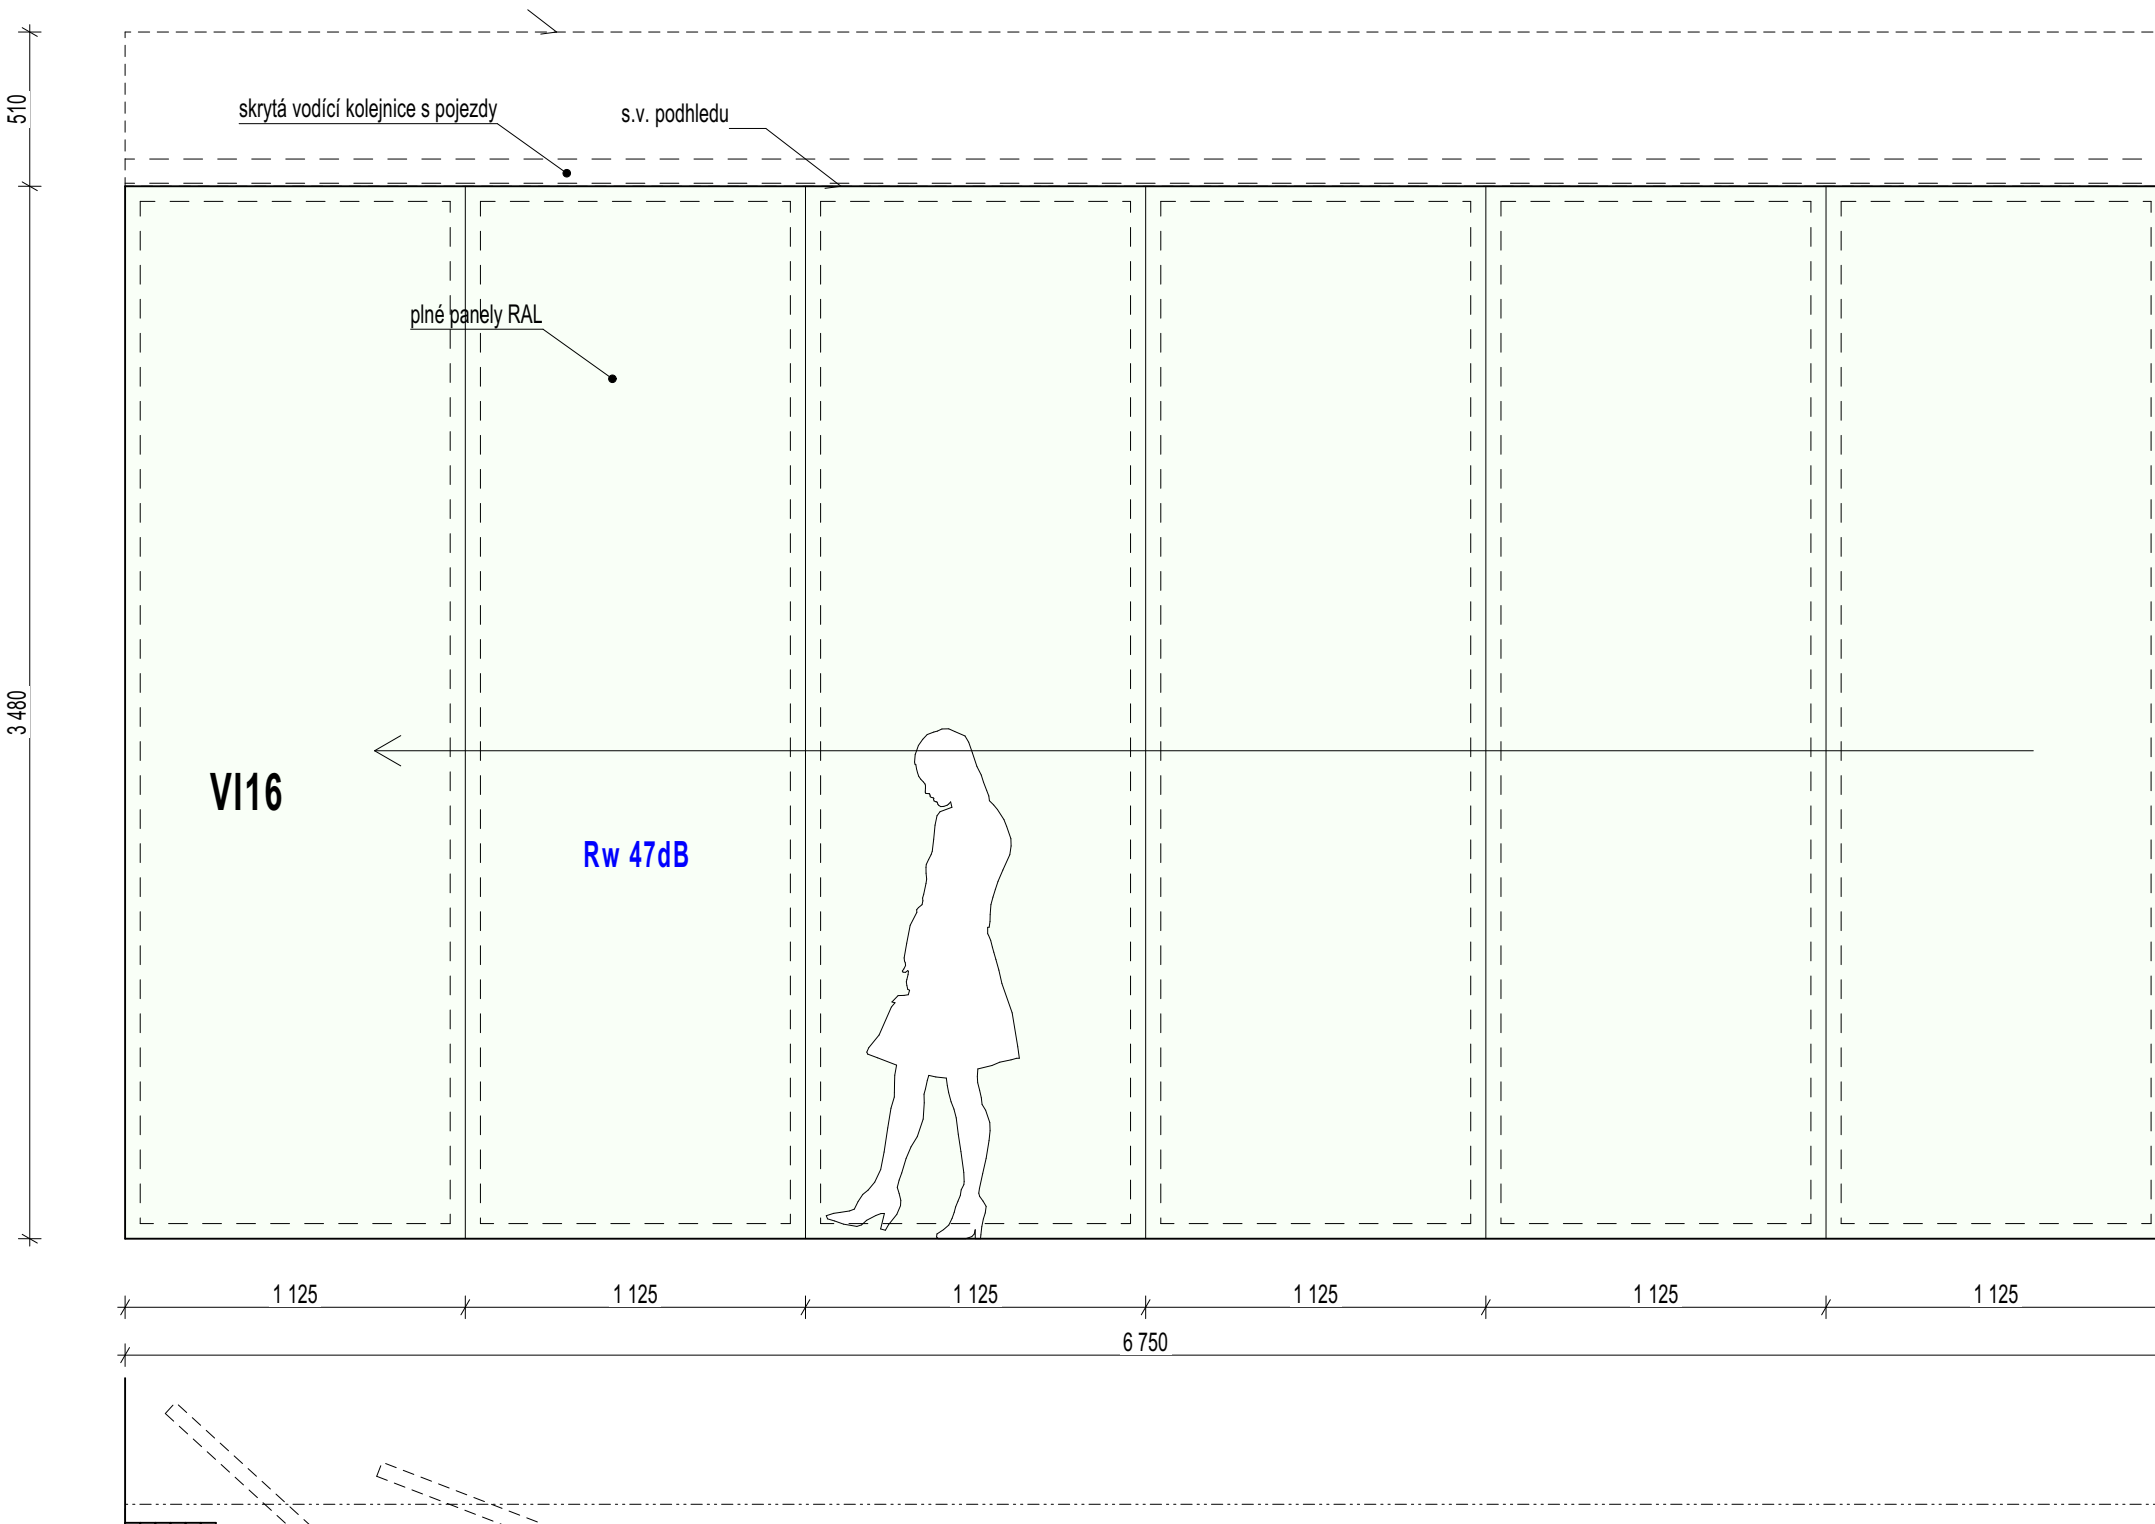 510
skrytá vodící kolejnice s pojezdy
s.v. podhledu
plné panely RAL
3 480
VI16
Rw 47dB
1 125
1 125
1 125
1 125
1 125
1 125
6 750